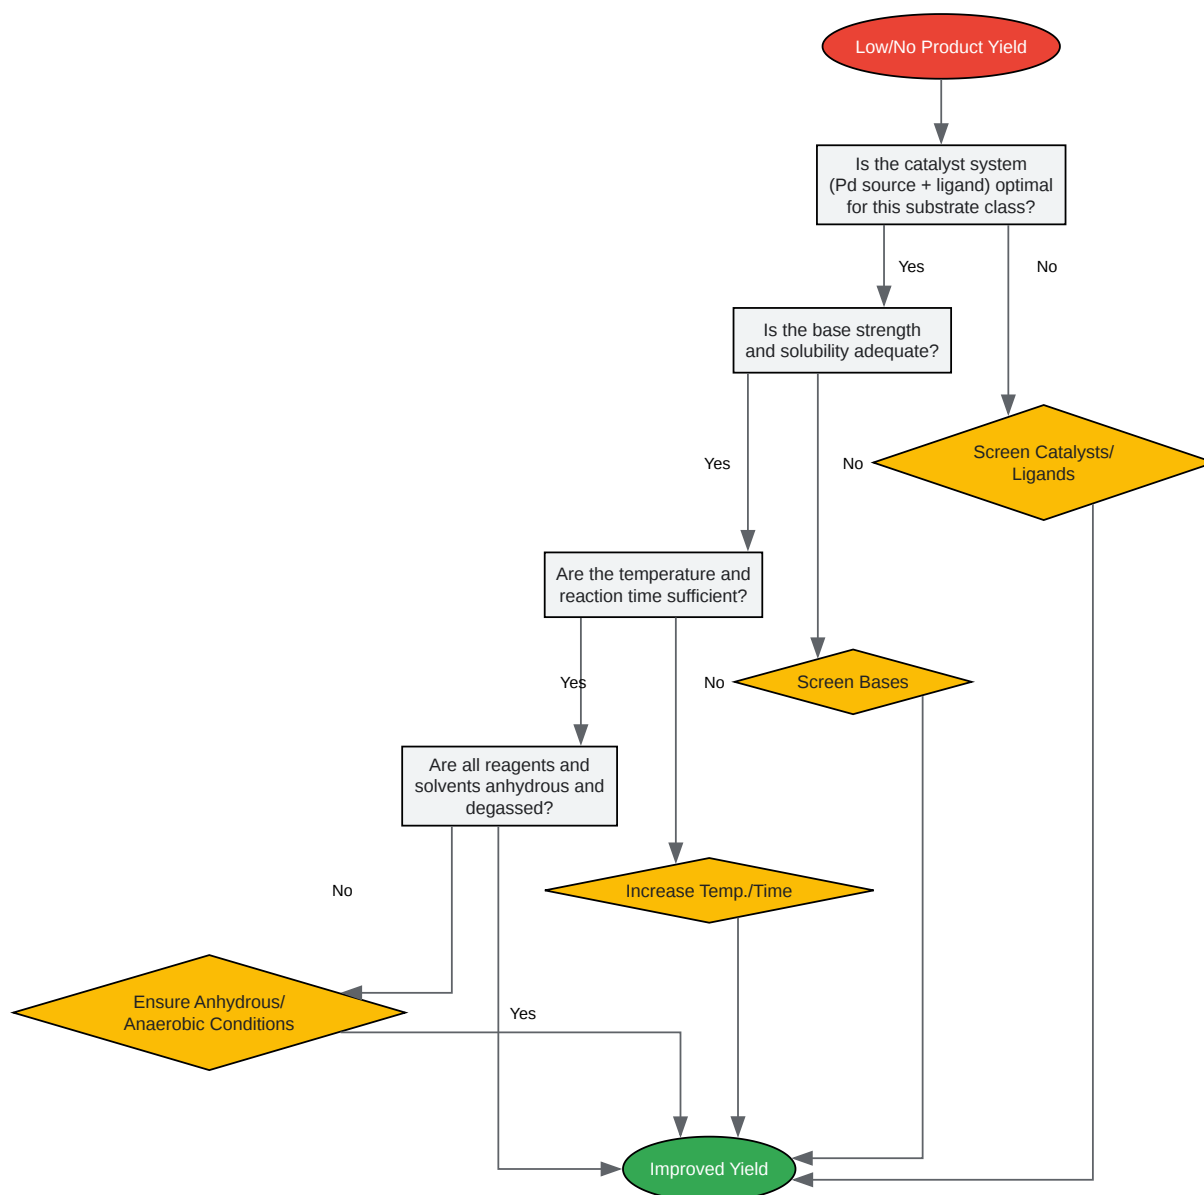 Low/No Product Yield
Is the catalyst system
(Pd source + ligand) optimal
for this substrate class?
Yes
No
Is the base strength
and solubility adequate?
Yes
No
Screen Catalysts/
Ligands
Are the temperature and
reaction time sufficient?
Yes
No
Screen Bases
Are all reagents and
solvents anhydrous and
degassed?
No
Increase Temp./Time
Ensure Anhydrous/
Anaerobic Conditions
Yes
Improved Yield